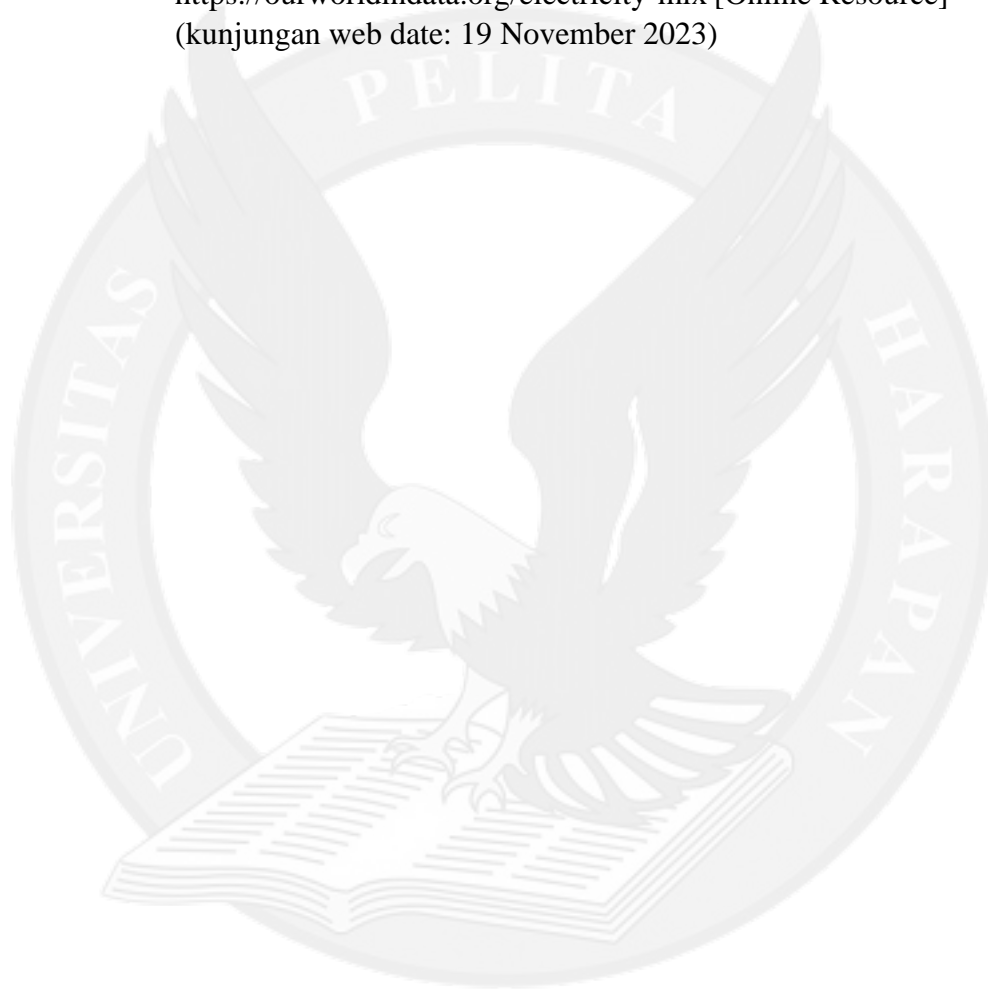 https://ourworldindata.org/electricity-mix [Online Resource]
(kunjungan web date: 19 November 2023)
UNIVERSITAS PELITA HARAPAN